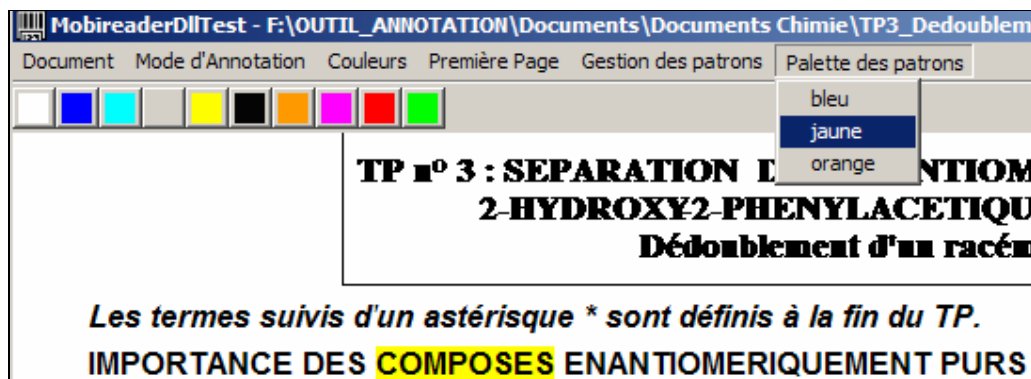 MobireaderDllTest - F:\OUTIL_ANNOTATION\Documents\Documents Chimie\TP3_Dedoublem
Document Mode d'Annotation Couleurs Première Page Gestion des patrons Palette des patrons
bleu
jaune
orange
TP nº 3 : SEPARATION D NTIOM
2-HYDROXY-2-PHENYLACETIQU
Dédoublement d'un racém
Les termes suivis d'un astérisque * sont définis à la fin du TP.
IMPORTANCE DES COMPOSES ENANTIOMERIQUEMENT PURS